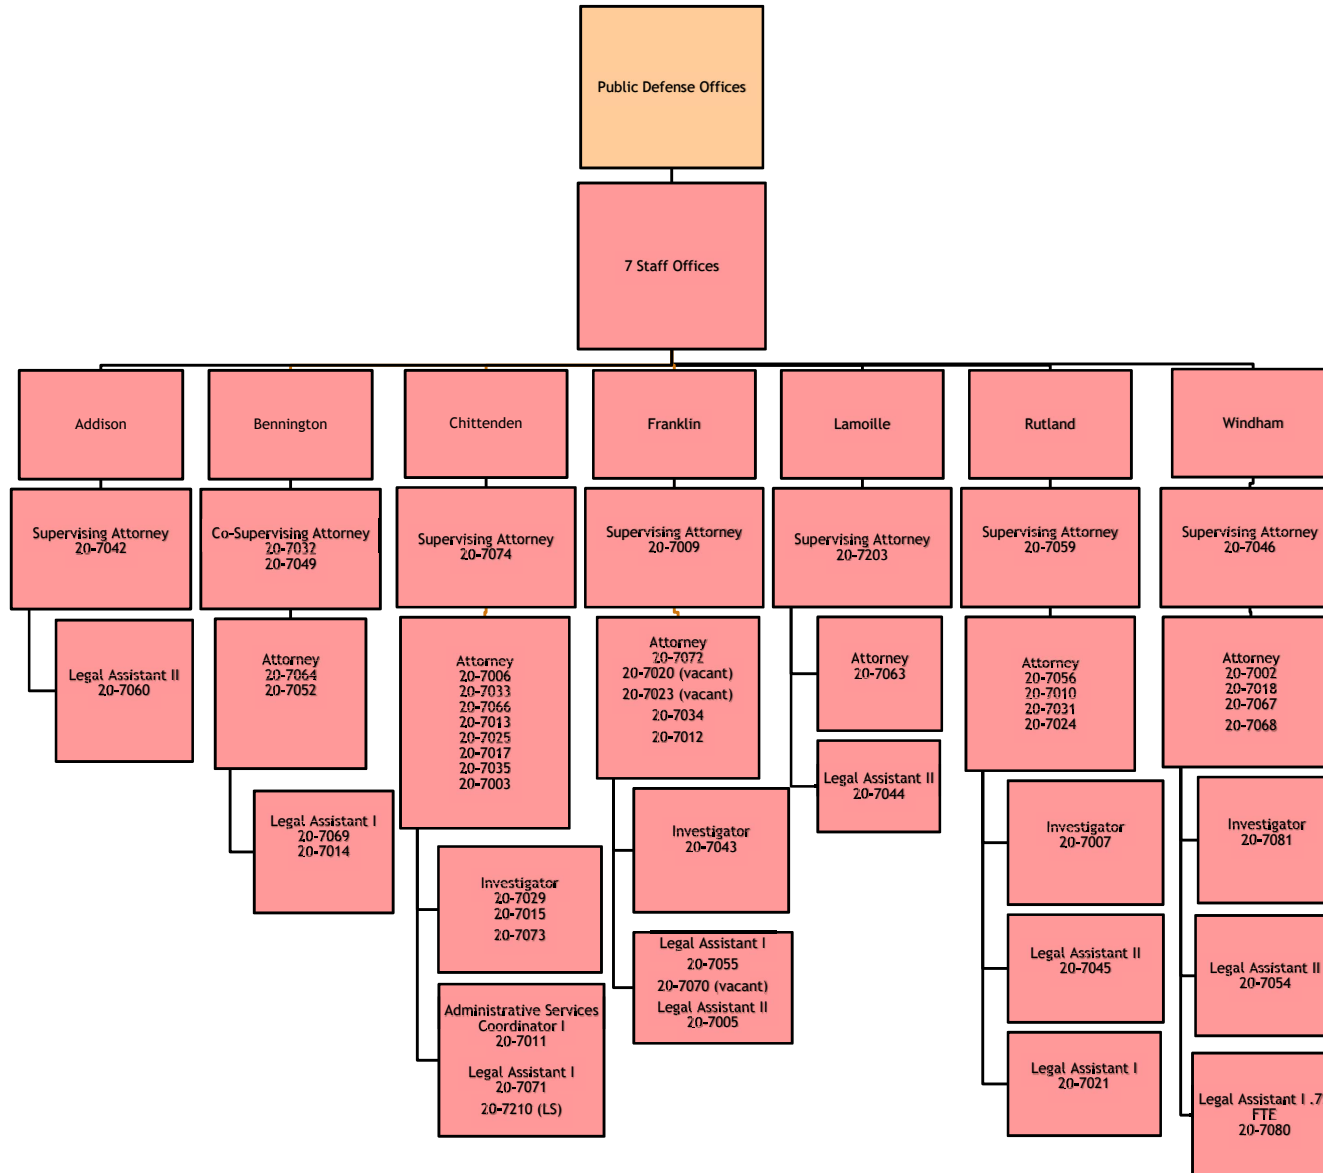 Public Defense Offices
7 Staff Offices
Addison
Bennington
Chittenden
Franklin
Lamoille
Rutland
Windham
Supervising Attorney
20-7042
Co-Supervising Attorney
20-7032
20-7049
Supervising Attorney
20-7074
Supervising Attorney
20-7009
Supervising Attorney
20-7203
Supervising Attorney
20-7059
Supervising Attorney
20-7046
Legal Assistant II
20-7060
Attorney
20-7064
20-7052
Legal Assistant I
20-7069
20-7014
Attorney
20-7006
20-7033
20-7066
20-7013
20-7025
20-7017
20-7035
20-7003
Investigator
20-7029
20-7015
20-7073
Administrative Services
Coordinator I
20-7011
Legal Assistant I
20-7071
20-7210 (LS)
Attorney
20-7072
20-7020 (vacant)
20-7023 (vacant)
20-7034
20-7012
Investigator
20-7043
Legal Assistant I
20-7055
20-7070 (vacant)
Legal Assistant II
20-7005
Attorney
20-7063
Legal Assistant II
20-7044
Attorney
20-7056
20-7010
20-7031
20-7024
Investigator
20-7007
Legal Assistant II
20-7045
Legal Assistant I
20-7021
Attorney
20-7002
20-7018
20-7067
20-7068
Investigator
20-7081
Legal Assistant II
20-7054
Legal Assistant I .7
FTE
20-7080